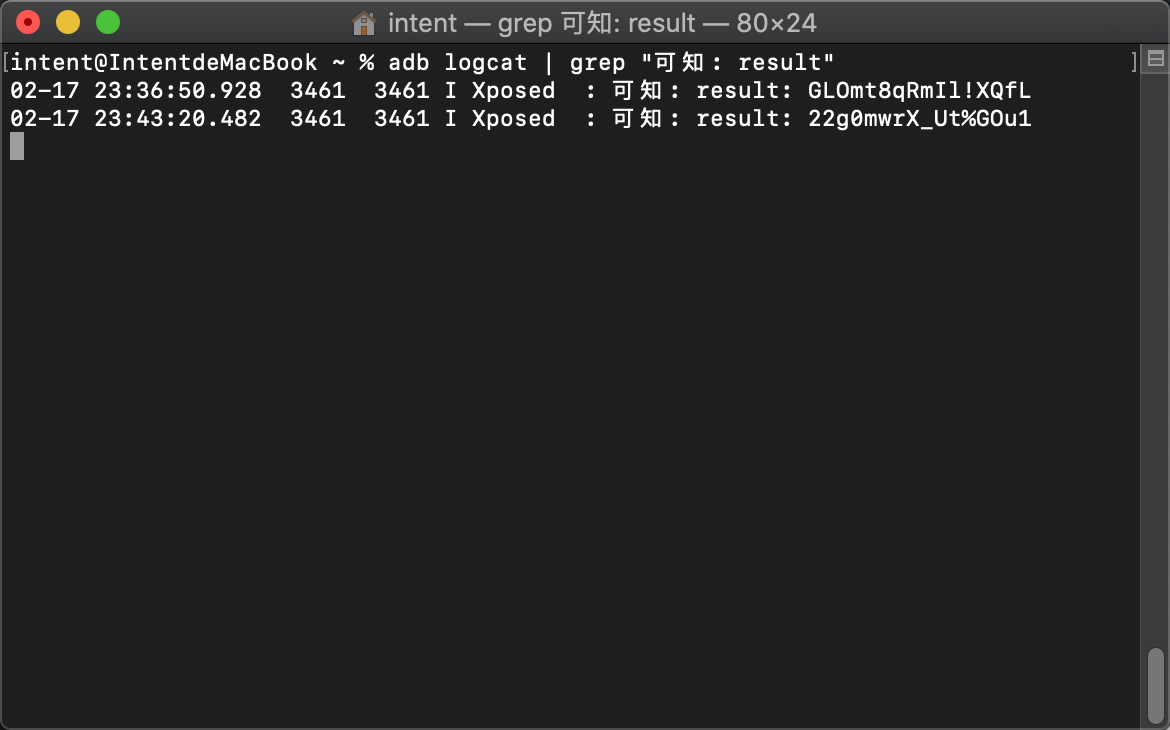 intent — grep 可知: result — 80×24
[intent@IntentdeMacBook ~ % adb logcat | grep "可知: result"]
02-17 23:36:50.928  3461  3461 I Xposed  : 可知: result: GLOmt8qRmIl!XQfL
02-17 23:43:20.482  3461  3461 I Xposed  : 可知: result: 22g0mwrX_Ut%GOu1